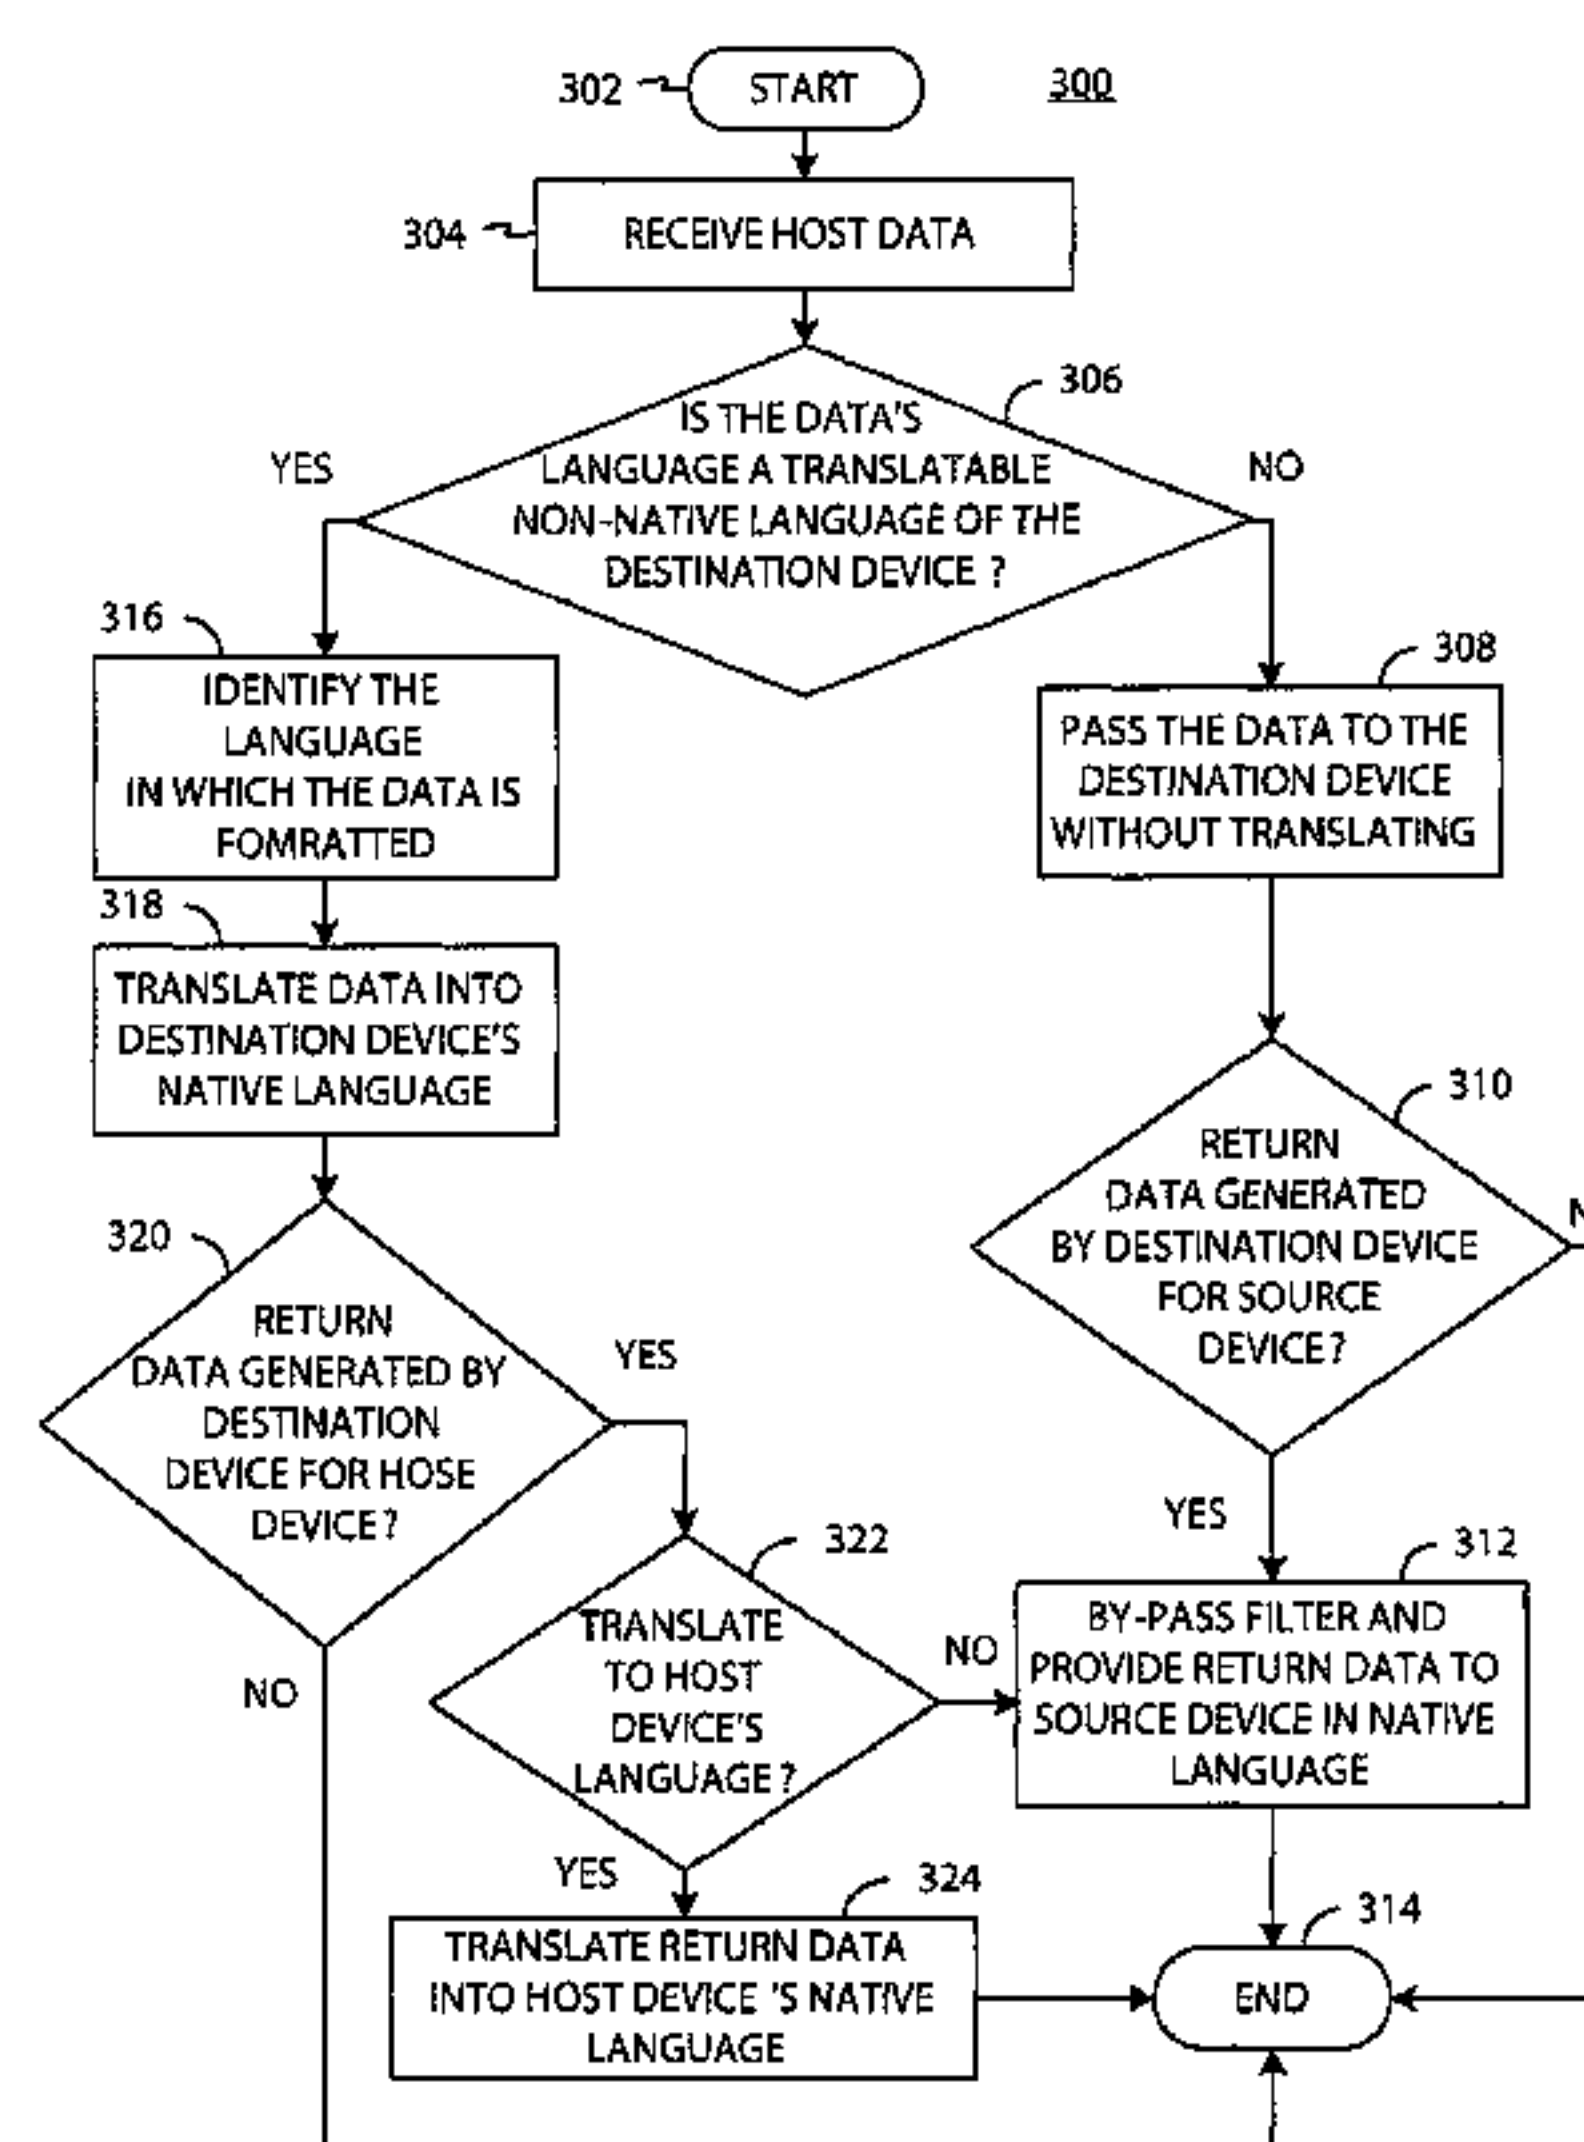 302
START
300
304
RECEIVE HOST DATA
306
IS THE DATA'S
LANGUAGE A TRANSLATABLE
NON-NATIVE LANGUAGE OF THE
DESTINATION DEVICE ?
YES
NO
316
IDENTIFY THE
LANGUAGE
IN WHICH THE DATA IS
FOMRATTED
308
PASS THE DATA TO THE
DESTINATION DEVICE
WITHOUT TRANSLATING
318
TRANSLATE DATA INTO
DESTINATION DEVICE'S
NATIVE LANGUAGE
310
RETURN
DATA GENERATED
BY DESTINATION DEVICE
FOR SOURCE
DEVICE?
320
RETURN
DATA GENERATED BY
DESTINATION
DEVICE FOR HOSE
DEVICE?
YES
NO
YES
322
TRANSLATE
TO HOST
DEVICE'S
LANGUAGE?
NO
312
BY-PASS FILTER AND
PROVIDE RETURN DATA TO
SOURCE DEVICE IN NATIVE
LANGUAGE
YES
324
TRANSLATE RETURN DATA
INTO HOST DEVICE 'S NATIVE
LANGUAGE
314
END